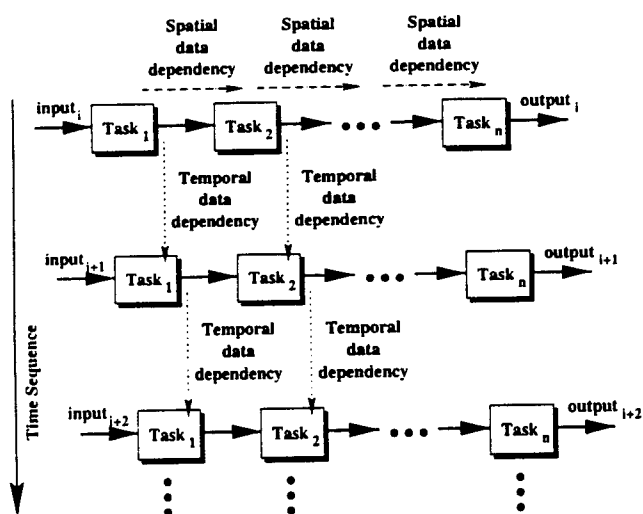 Spatial data dependency
Spatial data dependency
Spatial data dependency
input i
Task 1
Task 2
Task n
output i
Temporal data dependency
Temporal data dependency
input i+1
Task 1
Task 2
Task n
output i+1
Temporal data dependency
Temporal data dependency
input i+2
Task 1
Task 2
Task n
output i+2
Time Sequence